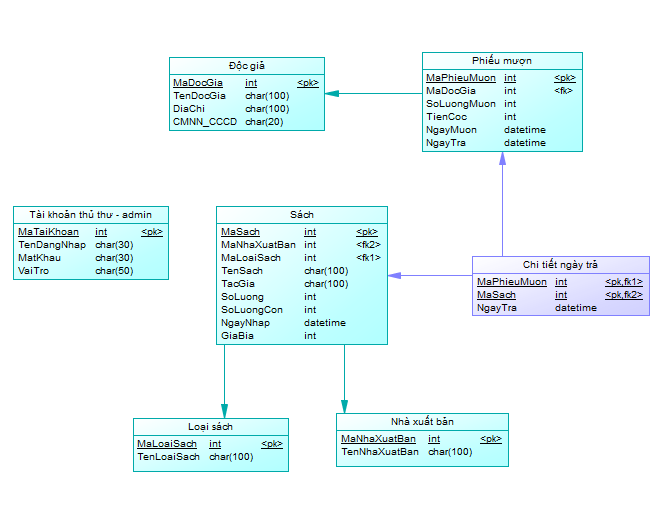 Độc giả
MaDocGia int <pk>
TenDocGia char(100)
DiaChi char(100)
CMNN_CCCD char(20)
Phiếu mượn
MaPhieuMuon int <pk>
MaDocGia int <fk>
SoLuongMuon int
TienCoc int
NgayMuon datetime
NgayTra datetime
Tài khoản thủ thư - admin
MaTaiKhoan int <pk>
TenDangNhap char(30)
MatKhau char(30)
VaiTro char(50)
Sách
MaSach int <pk>
MaNhaXuatBan int <fk2>
MaLoaiSach int <fk1>
TenSach char(100)
TacGia char(100)
SoLuong int
SoLuongCon int
NgayNhap datetime
GiaBia int
Chi tiết ngày trả
MaPhieuMuon int <pk,fk1>
MaSach int <pk,fk2>
NgayTra datetime
Loại sách
MaLoaiSach int <pk>
TenLoaiSach char(100)
Nhà xuất bản
MaNhaXuatBan int <pk>
TenNhaXuatBan char(100)